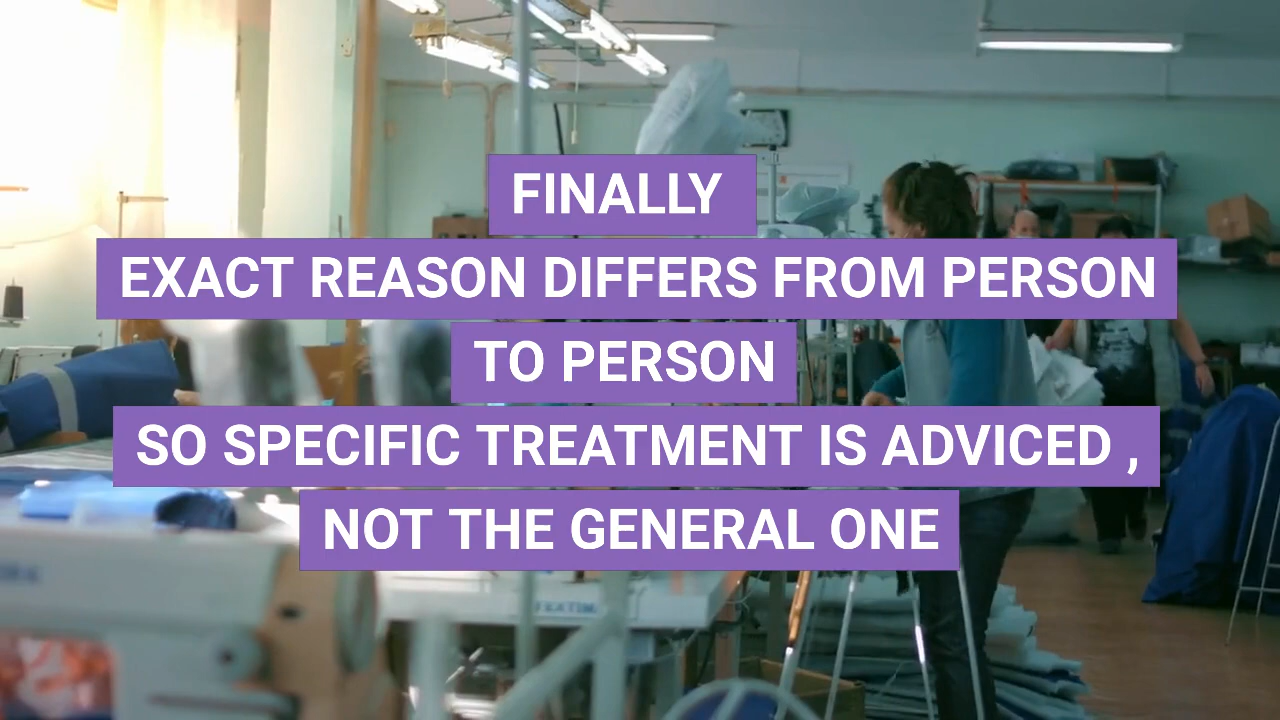 FINALLY
EXACT REASON DIFFERS FROM PERSON
TO PERSON
SO SPECIFIC TREATMENT IS ADVICED ,
NOT THE GENERAL ONE